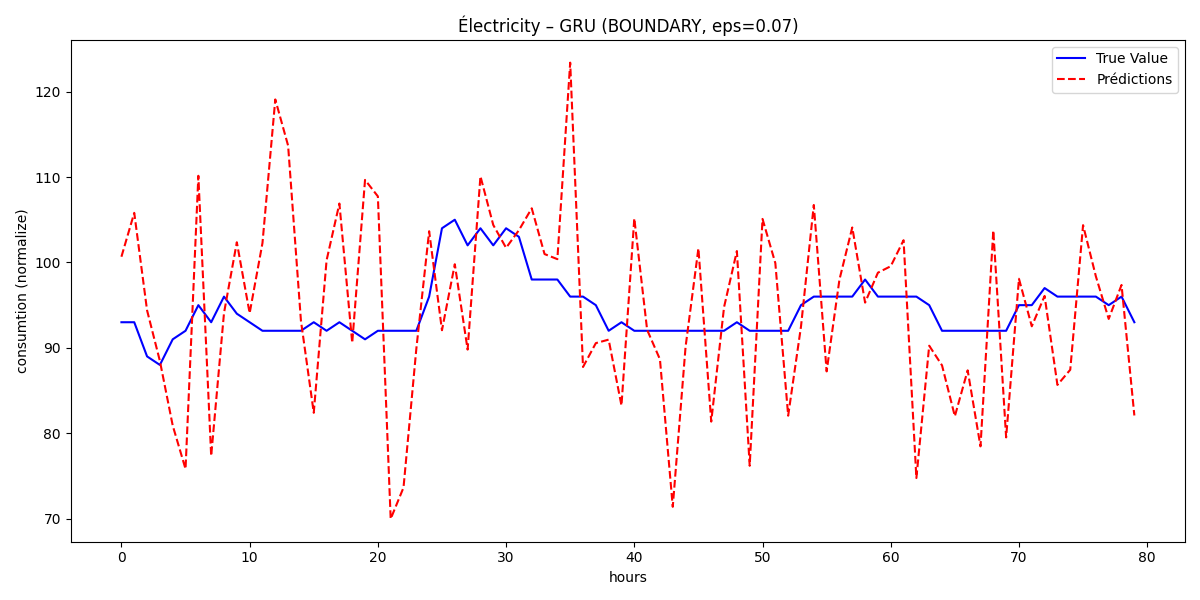 Électricity – GRU (BOUNDARY, eps=0.07)
True Value
Prédictions
consumtion (normalize)
120
110
100
90
80
70
0 10 20 30 40 50 60 70 80
hours